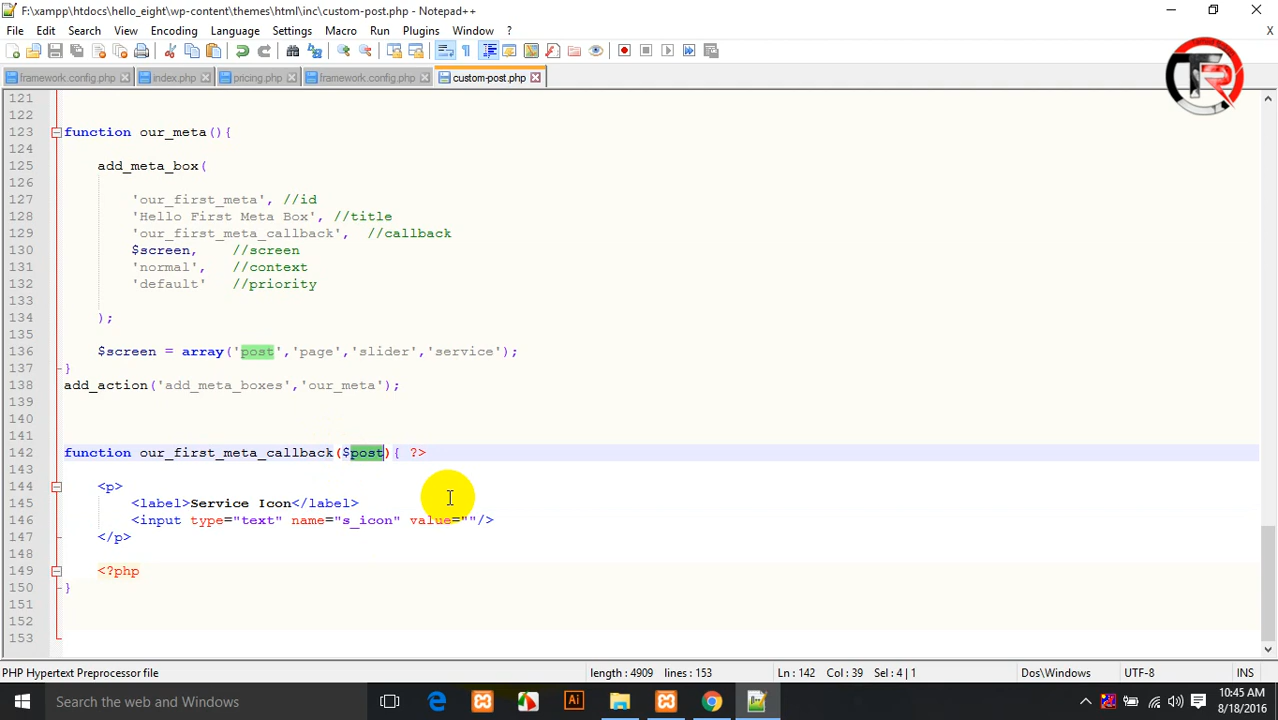 F:\xampp\htdocs\hello_eight\wp-content\themes\html\inc\custom-post.php - Notepad++
File Edit Search View Encoding Language Settings Macro Run Plugins Window ? X
framework.config.php index.php pricing.php framework.config.php custom-post.php
TR
121
122
123 function our_meta(){
124
125 add_meta_box(
126
127 'our_first_meta', //id
128 'Hello First Meta Box', //title
129 'our_first_meta_callback', //callback
130 $screen, //screen
131 'normal', //context
132 'default' //priority
133
134 );
135
136 $screen = array('post','page','slider','service');
137 }
138 add_action('add_meta_boxes','our_meta');
139
140
141
142 function our_first_meta_callback($post){ ?>
143
144 <p>
145 <label>Service Icon</label>
146 <input type="text" name="s_icon" value=""/>
147 </p>
148
149 <?php
150 }
151
152
153
PHP Hypertext Preprocessor file length : 4909 lines : 153 Ln : 142 Col : 39 Sel : 4 | 1 Dos\Windows UTF-8 INS
Search the web and Windows
10:45 AM
8/18/2016